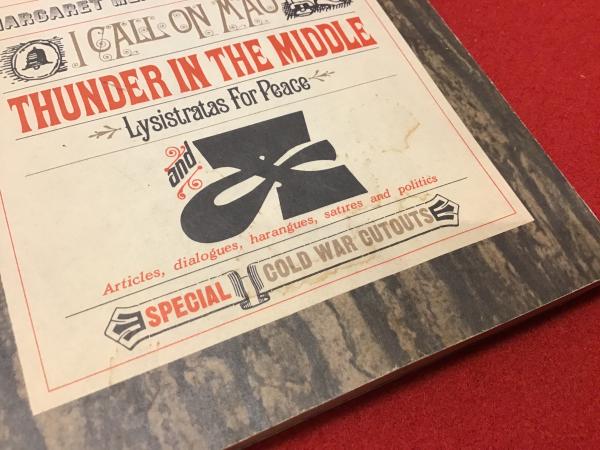 MARGARET
I CALL ON MAO
THUNDER IN THE MIDDLE
Lysistratas For Peace
and
Articles, dialogues, harangues, satires and politics
SPECIAL COLD WAR CUTOUTS